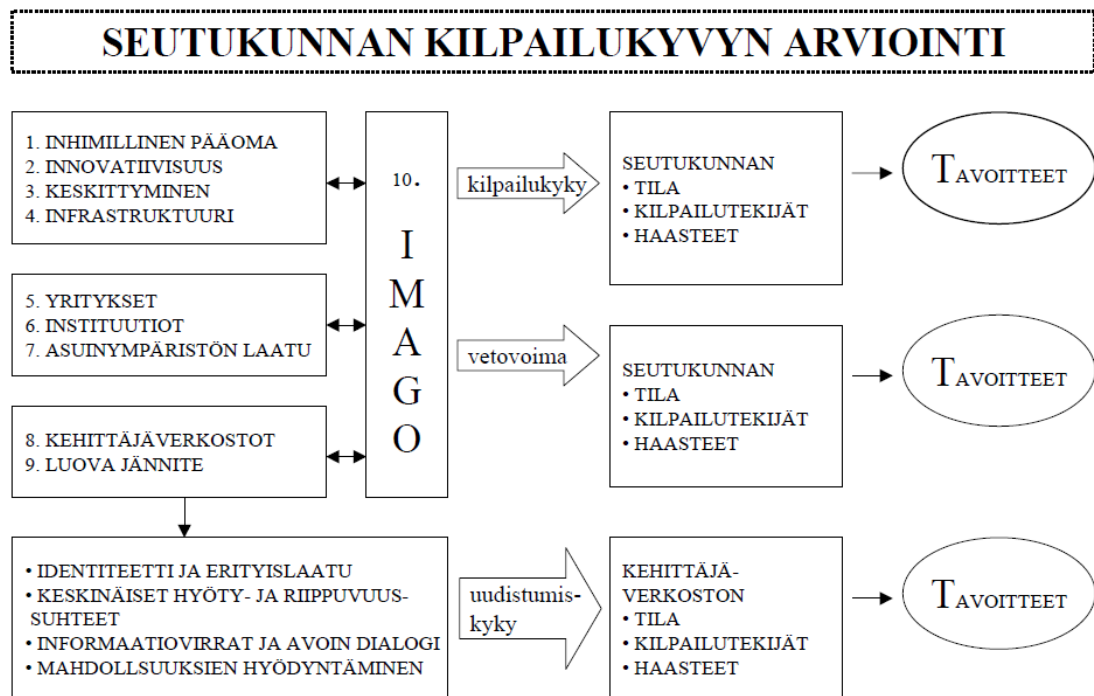 SEUTUKUNNAN KILPAILUKYVYN ARVIOINTI
1. INHIMILLINEN PÄÄOMA
2. INNOVATIIVISUUS
3. KESKITTYMINEN
4. INFRASTRUKTUURI
5. YRITYKSET
6. INSTITUUTIOT
7. ASUINYMPÄRISTÖN LAATU
8. KEHITTÄJÄVERKOSTOT
9. LUOVA JÄNNITE
• IDENTITEETTI JA ERITYISLAATU
• KESKINÄISET HYÖTY- JA RIIPPUVUUS-
SUHTEET
• INFORMAATIOVIRRAT JA AVOIN DIALOGI
• MAHDOLLSUUKSIEN HYÖDYNTÄMINEN
10.
I
M
A
G
O
kilpailukyky
SEUTUKUNNAN
• TILA
• KILPAILUTEKIJÄT
• HAASTEET
TAVOITTEET
vetovoima
SEUTUKUNNAN
• TILA
• KILPAILUTEKIJÄT
• HAASTEET
TAVOITTEET
uudistumis-
kyky
KEHITTÄJÄ-
VERKOSTON
• TILA
• KILPAILUTEKIJÄT
• HAASTEET
TAVOITTEET